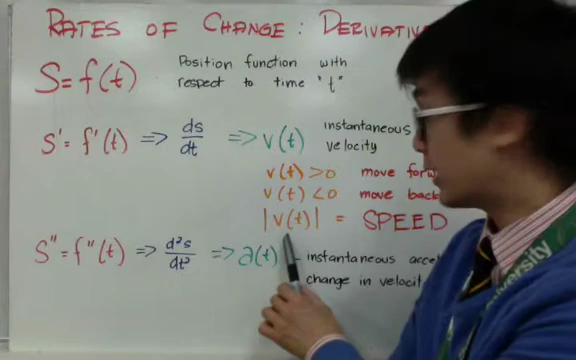 RATES OF CHANGE : DERIVATIV
S = f(t) Position function with
respect to time "t"
S' = f'(t) => ds/dt => v(t) instantaneous
velocity
v(t) > 0 move forw
v(t) < 0 move back
|v(t)| = SPEED
S" = f"(t) => d²s/dt² => a(t) - instantaneous accel
change in velocit